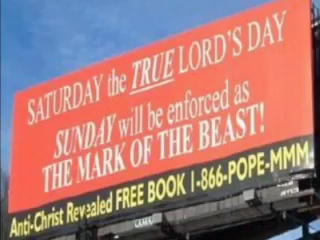 SATURDAY the TRUE LORD'S DAY
SUNDAY will be enforced as
THE MARK OF THE BEAST!
Anti-Christ Revealed FREE BOOK 1-866-POPE-MMM